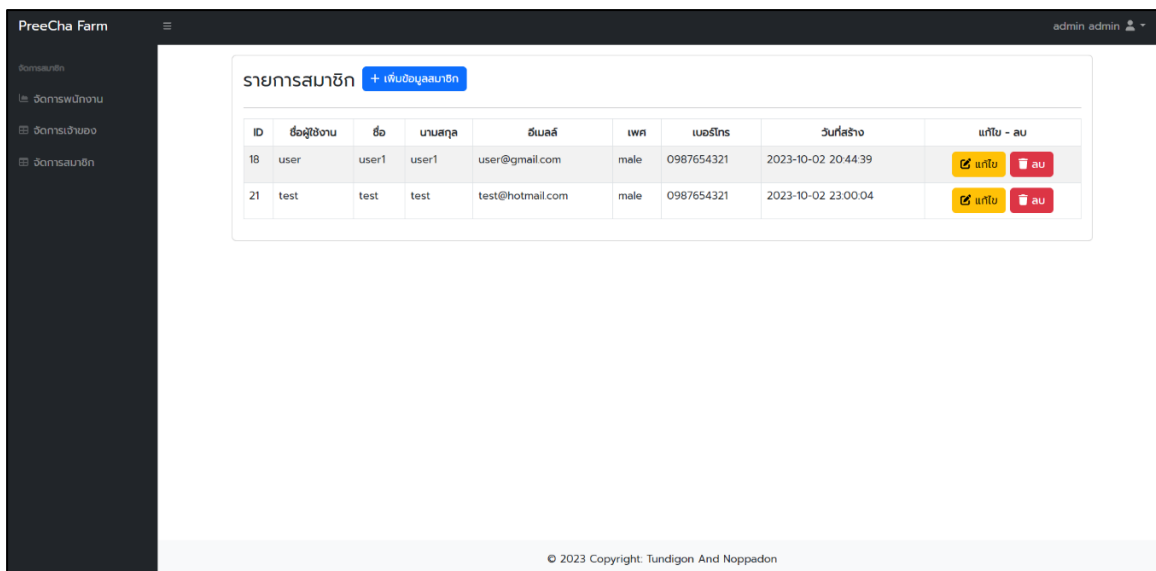 PreeCha Farm
admin admin
จัดการสมาชิก
จัดการพนักงาน
จัดการเจ้าของ
จัดการสมาชิก
รายการสมาชิก + เพิ่มข้อมูลสมาชิก
ID ชื่อผู้ใช้งาน ชื่อ นามสกุล อีเมลล์ เพศ เบอร์โทร วันที่สร้าง แก้ไข - ลบ
18 user user1 user1 user@gmail.com male 0987654321 2023-10-02 20:44:39 แก้ไข ลบ
21 test test test test@hotmail.com male 0987654321 2023-10-02 23:00:04 แก้ไข ลบ
© 2023 Copyright: Tundigon And Noppadon